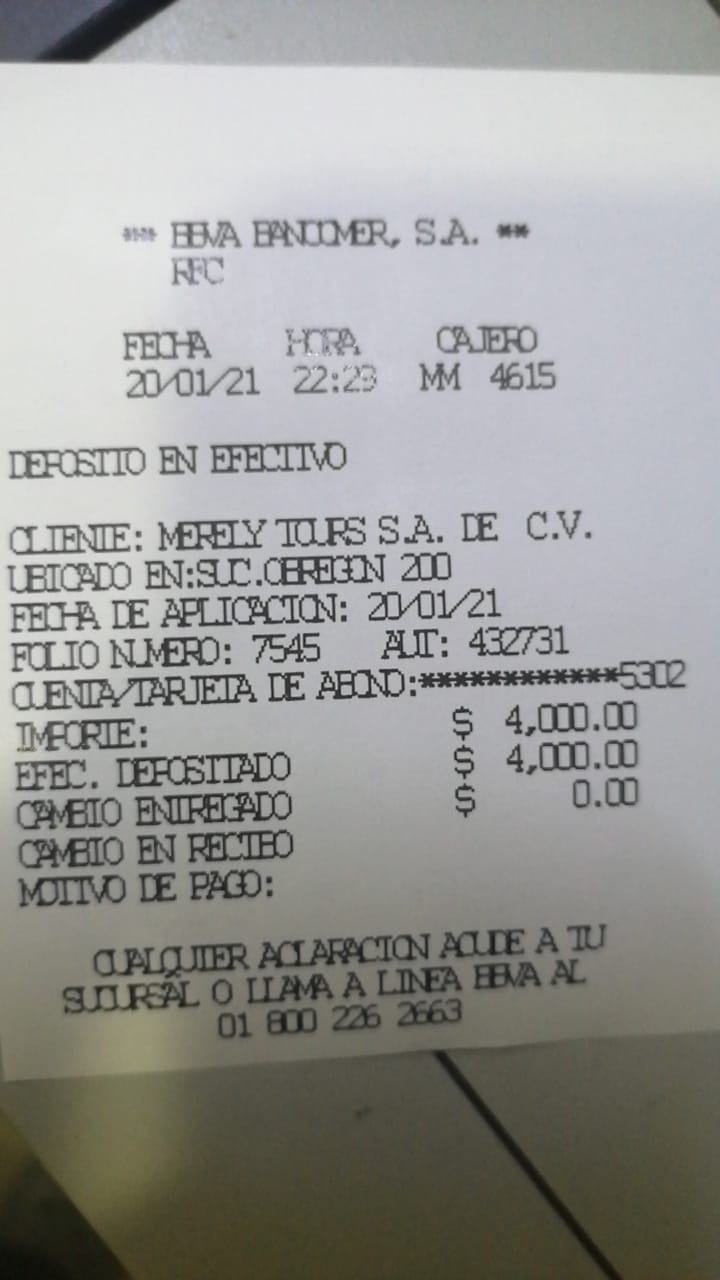 *** BBVA BANCOMER, S.A. **
RFC
FECHA HORA CAJERO
20/01/21 22:29 MM 4615
DEPOSITO EN EFECTIVO
CLIENTE: MERELY TOURS S.A. DE C.V.
UBICADO EN:SUC.OBREGON 200
FECHA DE APLICACION: 20/01/21
FOLIO NUMERO: 7545 AUT: 432731
CUENTA/TARJETA DE ABONO:************5302
IMPORTE: $ 4,000.00
EFEC. DEPOSITADO $ 4,000.00
CAMBIO ENTREGADO $ 0.00
CAMBIO EN RECIBO
MOTIVO DE PAGO:
CUALQUIER ACLARACION ACUDE A TU
SUCURSAL O LLAMA A LINEA BBVA AL
01 800 226 2663